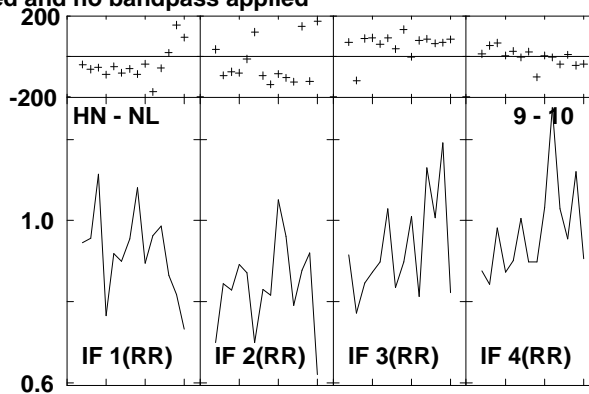 ed and no bandpass applied
200
-200
HN - NL 9 - 10
1.0
IF 1(RR) IF 2(RR) IF 3(RR) IF 4(RR)
0.6